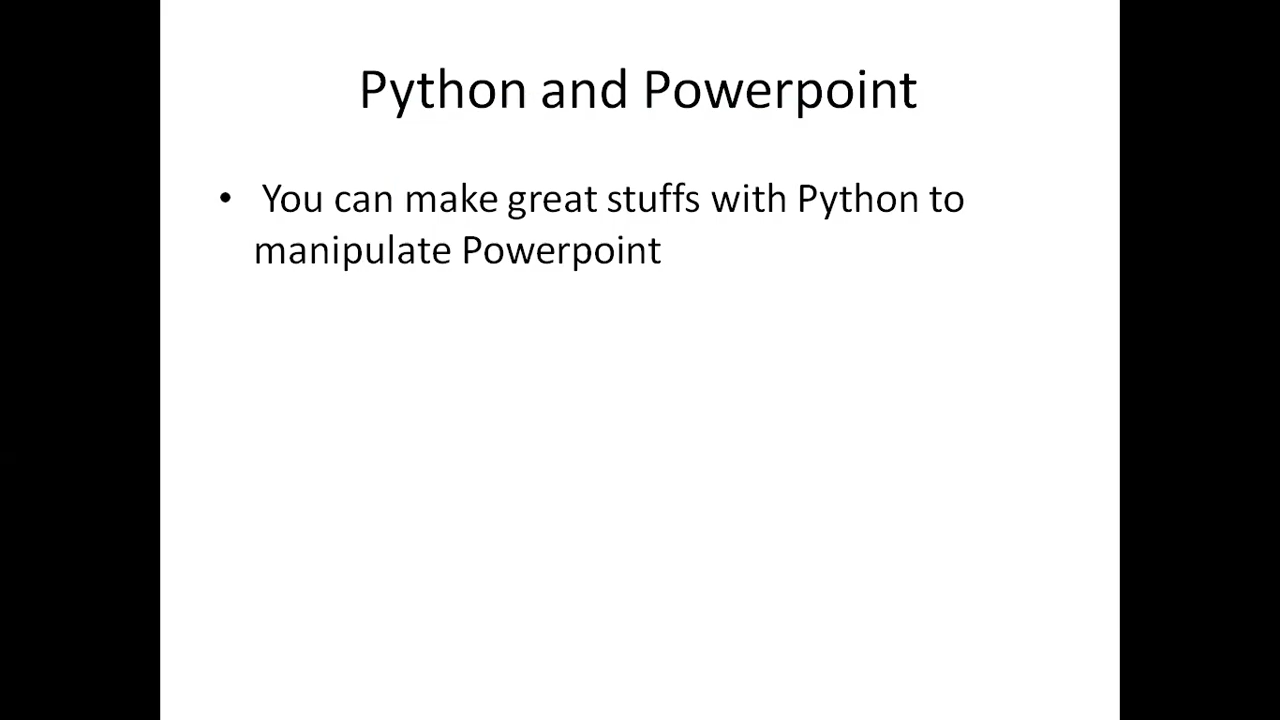 Python and Powerpoint
• You can make great stuffs with Python to
manipulate Powerpoint